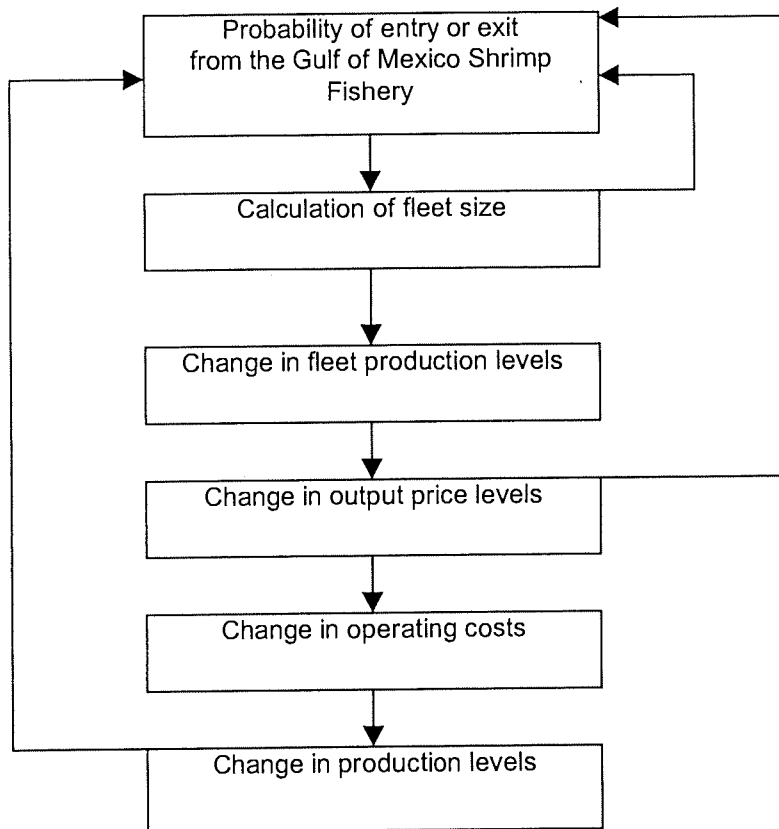 Probability of entry or exit
from the Gulf of Mexico Shrimp
Fishery
Calculation of fleet size
Change in fleet production levels
Change in output price levels
Change in operating costs
Change in production levels